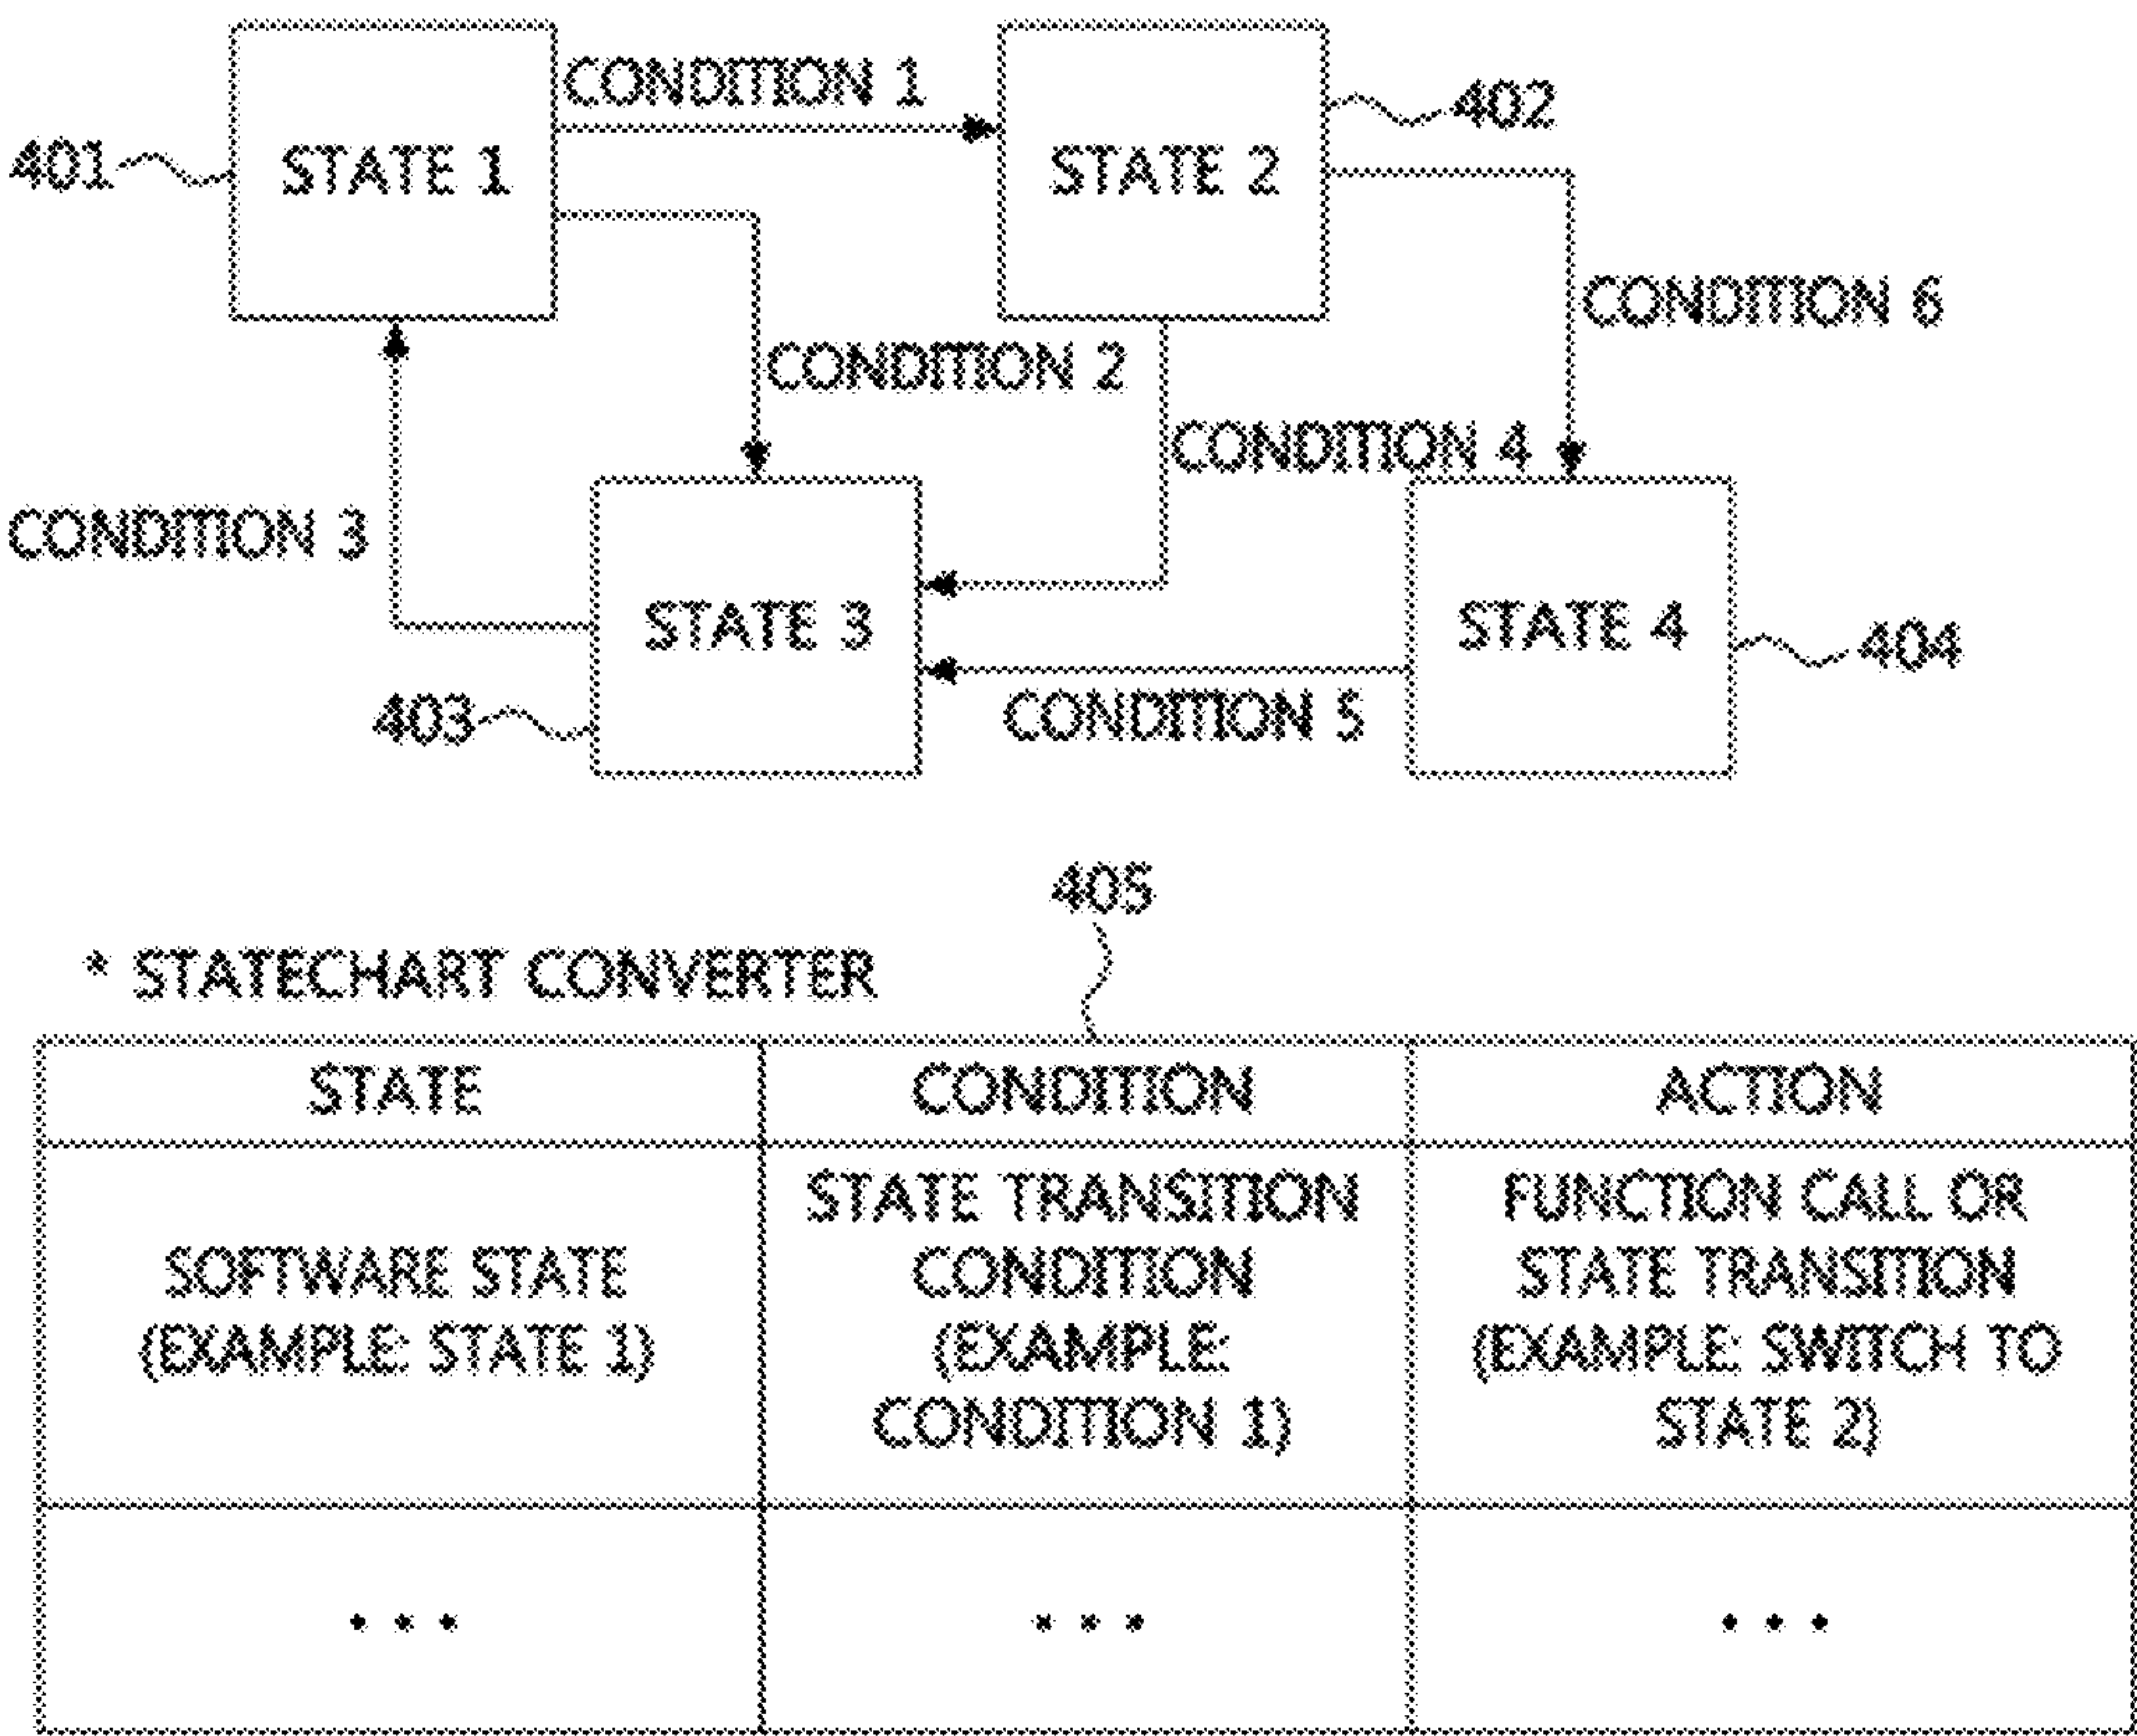 CONDITION 1
402
401
STATE 1
STATE 2
CONDITION 6
CONDITION 2
CONDITION 4
CONDITION 3
STATE 3
STATE 4
404
403
CONDITION 5
405
* STATECHART CONVERTER
STATE
CONDITION
ACTION
SOFTWARE STATE
(EXAMPLE: STATE 1)
STATE TRANSITION
CONDITION
(EXAMPLE:
CONDITION 1)
FUNCTION CALL OR
STATE TRANSITION
(EXAMPLE: SWITCH TO
STATE 2)
• • •
• • •
• • •